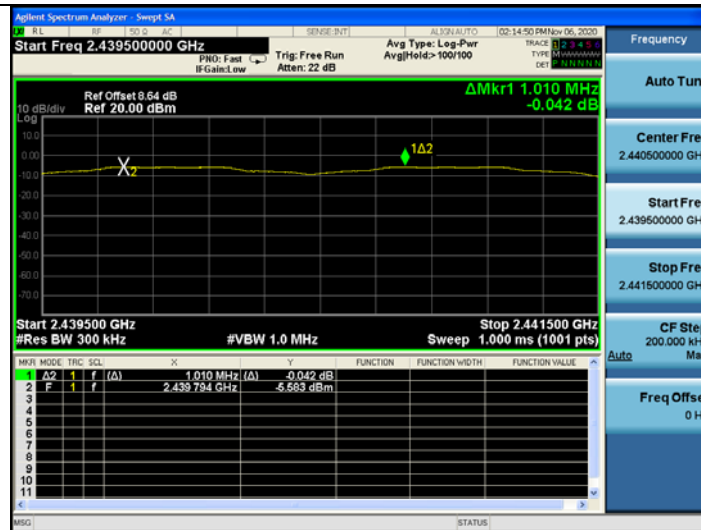 Agilent Spectrum Analyzer - Swept SA
RL RF 50 Ω AC SENSE:INT ALIGN AUTO 02:14:50 PM Nov 06, 2020
Start Freq 2.439500000 GHz
PNO: Fast
IFGain:Low
Trig: Free Run
Atten: 22 dB
Avg Type: Log-Pwr
Avg|Hold:> 100/100
TRACE 1 2 3 4 5 6
TYPE M
DET P N N N N N
Ref Offset 8.64 dB
10 dB/div Ref 20.00 dBm
Log
ΔMkr1 1.010 MHz
-0.042 dB
10.0
0.00
-10.0
-20.0
-30.0
-40.0
-50.0
-60.0
-70.0
X2
1Δ2
Start 2.439500 GHz Stop 2.441500 GHz
#Res BW 300 kHz #VBW 1.0 MHz Sweep 1.000 ms (1001 pts)
MKR MODE TRC SCL X Y FUNCTION FUNCTION WIDTH FUNCTION VALUE
1 Δ2 1 f (Δ) 1.010 MHz (Δ) -0.042 dB
2 F 1 f 2.439 794 GHz -5.583 dBm
3
4
5
6
7
8
9
10
11
MSG STATUS
Frequency
Auto Tun
Center Fre
2.440500000 GH
Start Fre
2.439500000 GH
Stop Fre
2.441500000 GH
CF Ste
200.000 kH
Auto Ma
Freq Offse
0 H